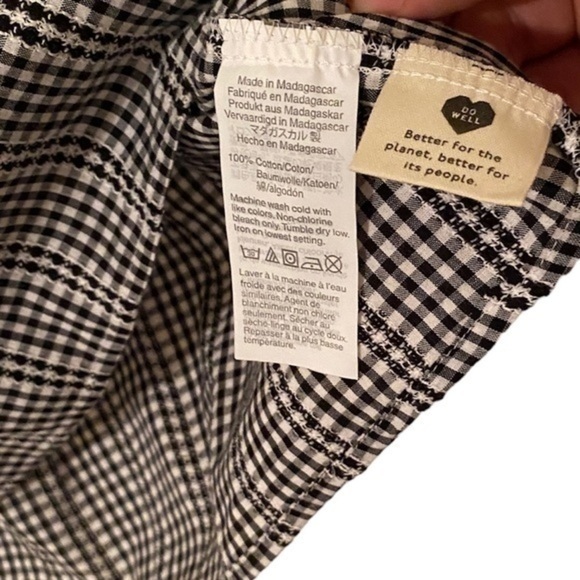 Made in Madagascar
Fabriqué en Madagascar
Produkt aus Madagaskar
Vervaardigd in Madagascar
マダガスカル 製
Hecho en Madagascar
100% Cotton/Coton/
Baumwolle/Katoen/
綿/algodón
Machine wash cold with
like colors. Non-chlorine
bleach only. Tumble dry low.
Iron on lowest setting.
Laver à la machine à l'eau
froide avec des couleurs
similaires. Agent de
blanchiment non chloré
seulement. Sécher au
sèche-linge au cycle doux.
Repasser à la plus basse
température.
DO
WELL
Better for the
planet, better for
its people.